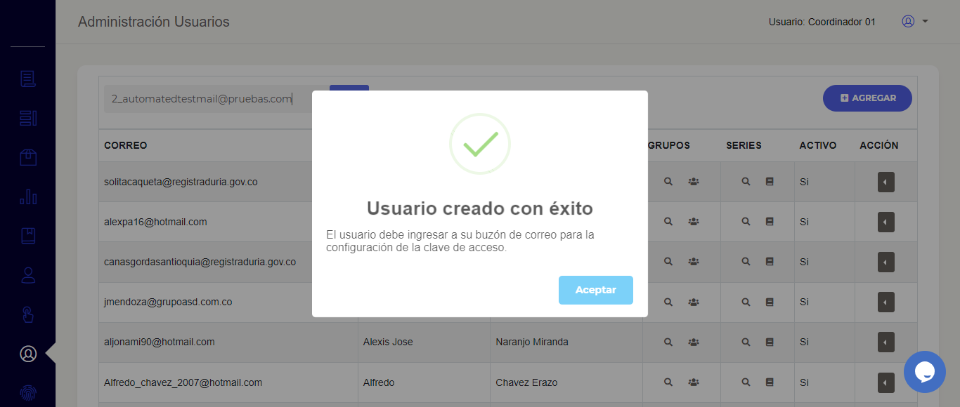 Administración Usuarios
Usuario: Coordinador 01
2_automatedtestmail@pruebas.com
AGREGAR
CORREO GRUPOS SERIES ACTIVO ACCIÓN
solitacaqueta@registraduria.gov.co Si
alexpa16@hotmail.com Si
canasgordasantioquia@registraduria.gov.co Si
jmendoza@grupoasd.com.co Si
aljonami90@hotmail.com Alexis Jose Naranjo Miranda Si
Alfredo_chavez_2007@hotmail.com Alfredo Chavez Erazo Si
Usuario creado con éxito
El usuario debe ingresar a su buzón de correo para la
configuración de la clave de acceso.
Aceptar